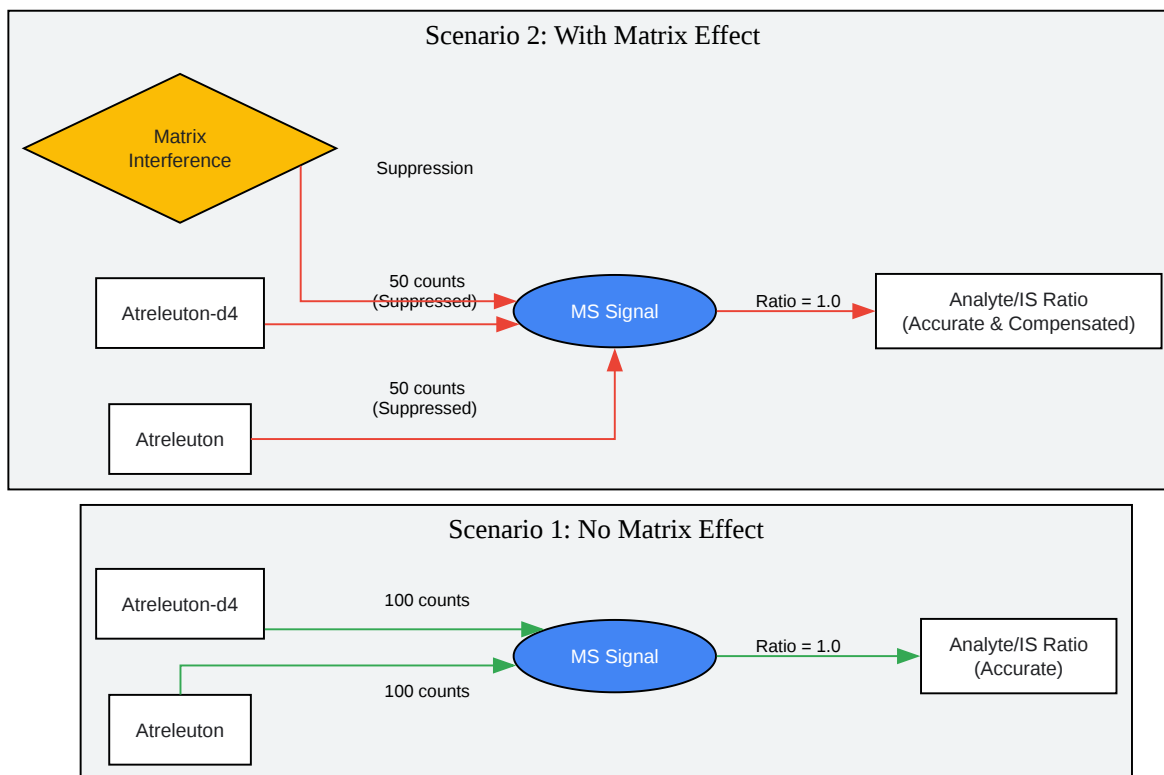 Scenario 2: With Matrix Effect
Matrix
Interference
Suppression
50 counts
(Suppressed)
Atreleuton-d4
MS Signal
Ratio = 1.0
Analyte/IS Ratio
(Accurate & Compensated)
50 counts
(Suppressed)
Atreleuton
Scenario 1: No Matrix Effect
Atreleuton-d4
100 counts
MS Signal
Ratio = 1.0
Analyte/IS Ratio
(Accurate)
100 counts
Atreleuton